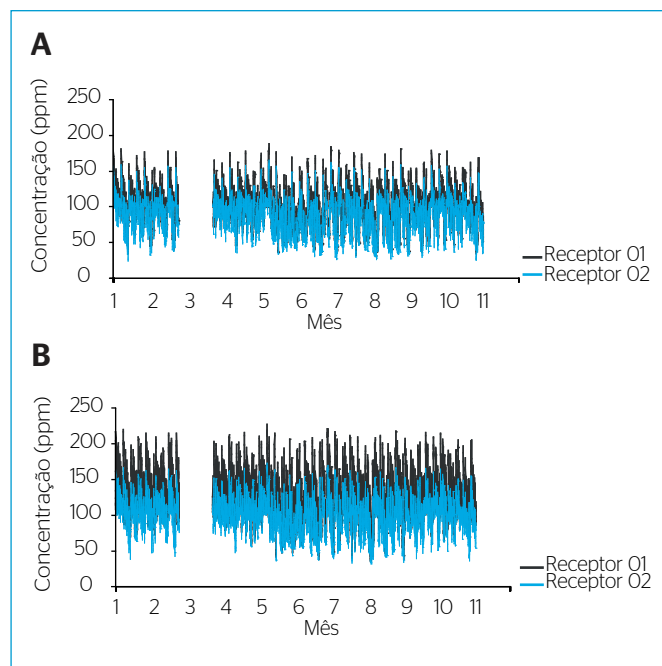 A
Concentração (ppm)
250
200
150
100
50
0
1 2 3 4 5 6 7 8 9 10 11
Mês
Receptor 01
Receptor 02
B
Concentração (ppm)
250
200
150
100
50
0
1 2 3 4 5 6 7 8 9 10 11
Mês
Receptor 01
Receptor 02